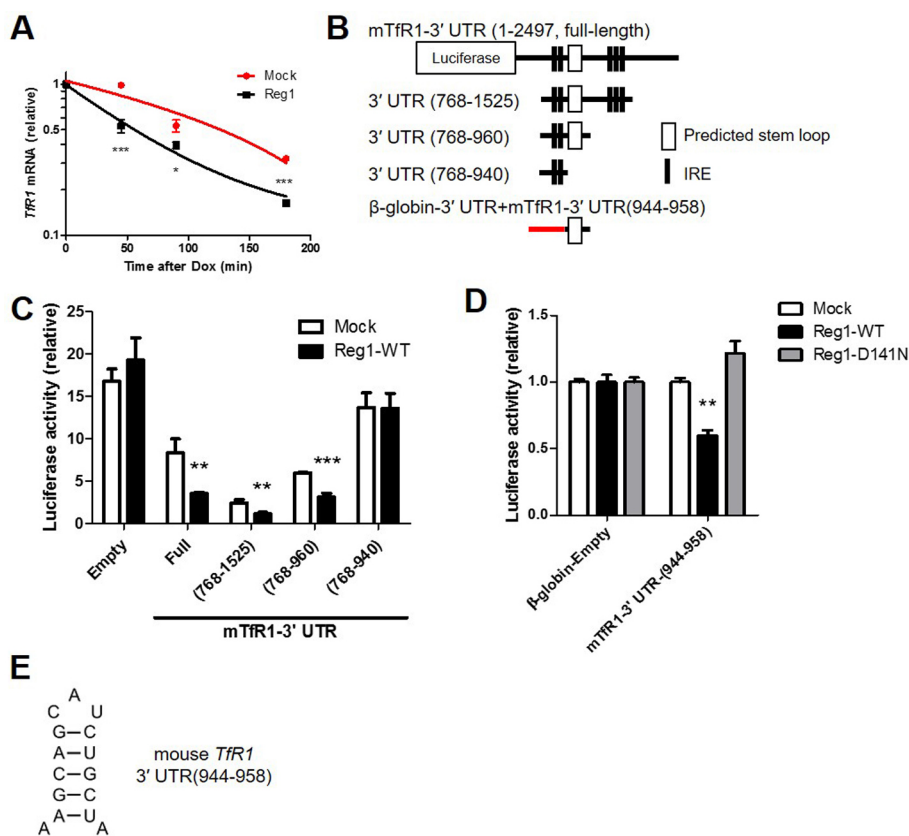 A
TfR1 mRNA (relative)
1
0.5
0.1
0
50
100
150
200
Time after Dox (min)
Mock
Reg1
***
*
***
B
mTfR1-3′ UTR (1-2497, full-length)
Luciferase
3′ UTR (768-1525)
3′ UTR (768-960)
3′ UTR (768-940)
Predicted stem loop
IRE
β-globin-3′ UTR+mTfR1-3′ UTR(944-958)
C
Luciferase activity (relative)
25
20
15
10
5
0
Mock
Reg1-WT
**
**
***
Empty
Full
(768-1525)
(768-960)
(768-940)
mTfR1-3′ UTR
D
Luciferase activity (relative)
1.5
1.0
0.5
0.0
Mock
Reg1-WT
Reg1-D141N
**
β-globin-Empty
mTfR1-3′ UTR-(944-958)
E
A
C U
G–C
A–U
C–G
G–C
A A U A
mouse TfR1
3′ UTR(944-958)